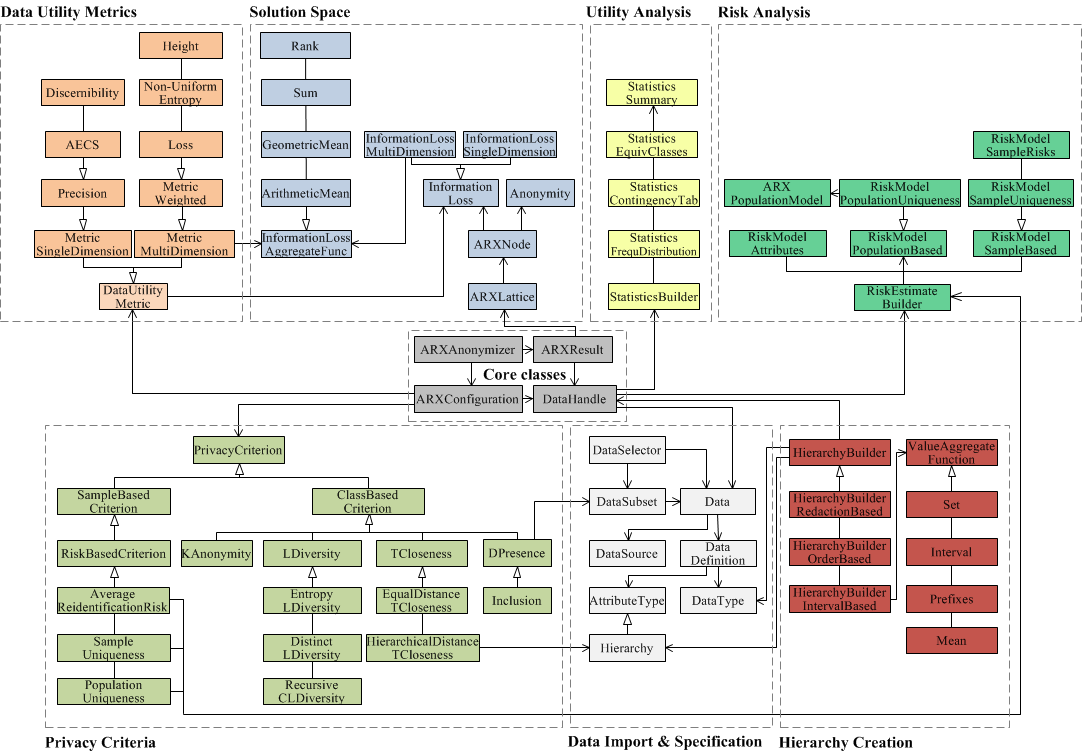 Data Utility Metrics
Solution Space
Utility Analysis
Risk Analysis
Height
Discernibility
Non-Uniform
Entropy
AECS
Loss
Precision
Metric
Weighted
Metric
SingleDimension
Metric
MultiDimension
DataUtility
Metric
Rank
Sum
GeometricMean
ArithmeticMean
InformationLoss
AggregateFunc
InformationLoss
MultiDimension
InformationLoss
SingleDimension
Information
Loss
Anonymity
ARXNode
ARXLattice
Statistics
Summary
Statistics
EquivClasses
Statistics
ContingencyTab
Statistics
FrequDistribution
StatisticsBuilder
RiskModel
SampleRisks
ARX
PopulationModel
RiskModel
PopulationUniqueness
RiskModel
SampleUniqueness
RiskModel
Attributes
RiskModel
PopulationBased
RiskModel
SampleBased
RiskEstimate
Builder
ARXAnonymizer
ARXResult
Core classes
ARXConfiguration
DataHandle
PrivacyCriterion
SampleBased
Criterion
ClassBased
Criterion
RiskBasedCriterion
KAnonymity
LDiversity
TCloseness
DPresence
Average
ReidentificationRisk
Entropy
LDiversity
EqualDistance
TCloseness
Inclusion
Sample
Uniqueness
Distinct
LDiversity
HierarchicalDistance
TCloseness
Population
Uniqueness
Recursive
CLDiversity
DataSelector
DataSubset
Data
DataSource
Data
Definition
AttributeType
DataType
Hierarchy
HierarchyBuilder
ValueAggregate
Function
HierarchyBuilder
RedactionBased
Set
HierarchyBuilder
OrderBased
Interval
HierarchyBuilder
IntervalBased
Prefixes
Mean
Privacy Criteria
Data Import & Specification
Hierarchy Creation